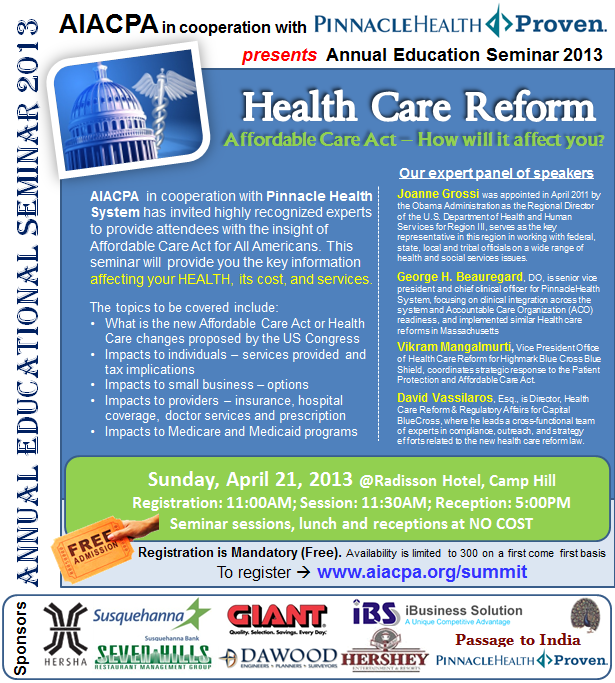 ANNUAL EDUCATIONAL SEMINAR 2013
AIACPA in cooperation with PINNACLEHEALTH Proven.
presents Annual Education Seminar 2013
Health Care Reform
Affordable Care Act – How will it affect you?
AIACPA in cooperation with Pinnacle Health
System has invited highly recognized experts
to provide attendees with the insight of
Affordable Care Act for All Americans. This
seminar will provide you the key information
affecting your HEALTH, its cost, and services.
The topics to be covered include:
• What is the new Affordable Care Act or Health
Care changes proposed by the US Congress
• Impacts to individuals – services provided and
tax implications
• Impacts to small business – options
• Impacts to providers – insurance, hospital
coverage, doctor services and prescription
• Impacts to Medicare and Medicaid programs
Our expert panel of speakers
Joanne Grossi was appointed in April 2011 by
the Obama Administration as the Regional Director
of the U.S. Department of Health and Human
Services for Region III, serves as the key
representative in this region in working with federal,
state, local and tribal officials on a wide range of
health and social services issues.
George H. Beauregard, DO, is senior vice
president and chief clinical officer for PinnacleHealth
System, focusing on clinical integration across the
system and Accountable Care Organization (ACO)
readiness, and implemented similar Health care
reforms in Massachusetts
Vikram Mangalmurti, Vice President Office
of Health Care Reform for Highmark Blue Cross Blue
Shield, coordinates strategic response to the Patient
Protection and Affordable Care Act.
David Vassilaros, Esq., is Director, Health
Care Reform & Regulatory Affairs for Capital
BlueCross, where he leads a cross-functional team
of experts in compliance, outreach, and strategy
efforts related to the new health care reform law.
Sunday, April 21, 2013 @Radisson Hotel, Camp Hill
Registration: 11:00AM; Session: 11:30AM; Reception: 5:00PM
Seminar sessions, lunch and receptions at NO COST
FREE
ADMISSION
Registration is Mandatory (Free). Availability is limited to 300 on a first come first basis
To register → www.aiacpa.org/summit
Sponsors
HERSHA
Susquehanna
Susquehanna Bank
SEVEN HILLS
RESTAURANT MANAGEMENT GROUP
GIANT
Quality. Selection. Savings. Every Day.
DAWOOD
ENGINEERS • PLANNERS • SURVEYORS
iBS iBusiness Solution
A Unique Competitive Advantage
HERSHEY
ENTERTAINMENT & RESORTS
Passage to India
PINNACLEHEALTH Proven.